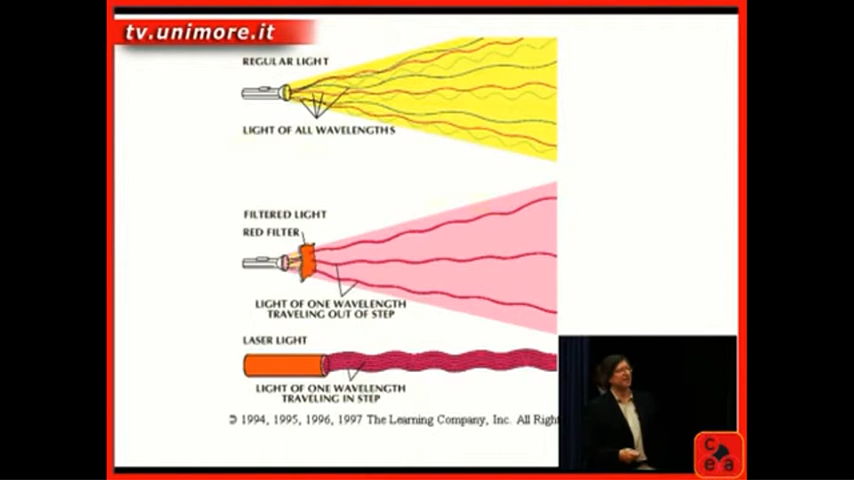 tv.unimore.it
REGULAR LIGHT
LIGHT OF ALL WAVELENGTHS
FILTERED LIGHT
RED FILTER
LIGHT OF ONE WAVELENGTH
TRAVELING OUT OF STEP
LASER LIGHT
LIGHT OF ONE WAVELENGTH
TRAVELING IN STEP
Ɔ 1994, 1995, 1996, 1997 The Learning Company, Inc. All Right
c
e a